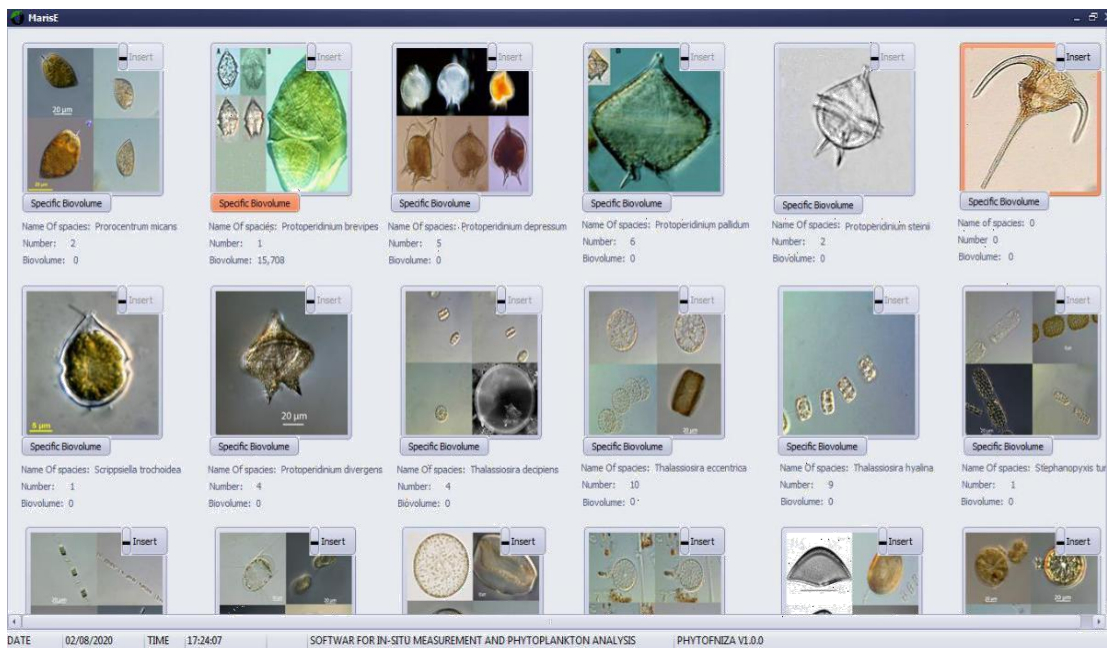 MarisE
Insert Insert Insert Insert Insert Insert
A B
20 µm
Specific Biovolume Specific Biovolume Specific Biovolume Specific Biovolume Specific Biovolume Specific Biovolume
Name Of spacies: Prorocentrum micans Name Of spacies: Protoperidinium brevipes Name Of spacies: Protoperidinium depressum Name Of spacies: Protoperidinium pallidum Name Of spacies: Protoperidinium stenii Name of spacies: 0
Number: 2 Number: 1 Number: 5 Number: 6 Number: 2 Number 0
Biovolume: 0 Biovolume: 15,708 Biovolume: 0 Biovolume: 0 Biovolume: 0 Biovolume: 0
Insert Insert Insert Insert Insert Insert
5 µm 20 µm
Specific Biovolume Specific Biovolume Specific Biovolume Specific Biovolume Specific Biovolume Specific Biovolume
Name Of spacies: Scrippsiella trochoidea Name Of spacies: Protoperidinium divergens Name Of spacies: Thalassiosira decipiens Name Of spacies: Thalassiosira eccentrica Name Of spacies: Thalassiosira hyalina Name Of spacies: Stephanopyxis tur
Number: 1 Number: 4 Number: 4 Number: 10 Number: 9 Number: 1
Biovolume: 0 Biovolume: 0 Biovolume: 0 Biovolume: 0 Biovolume: 0 Biovolume: 0
Insert Insert Insert Insert Insert Insert
DATE 02/08/2020 TIME 17:24:07 SOFTWAR FOR IN-SITU MEASUREMENT AND PHYTOPLANKTON ANALYSIS PHYTOFNIZA V1.0.0